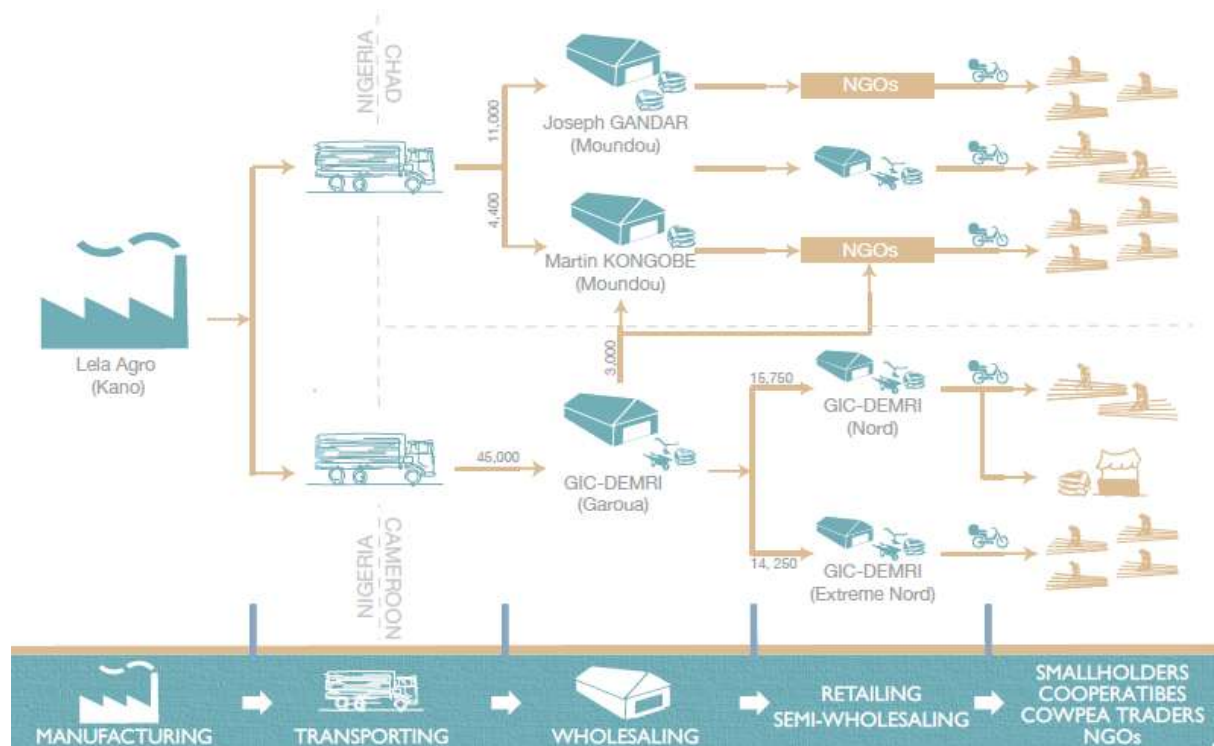 NIGERIA
CHAD
11,000
4,400
Joseph GANDAR
(Moundou)
NGOs
Martin KONGOBE
(Moundou)
NGOs
Lela Agro
(Kano)
3,000
45,000
GIC-DEMRI
(Garoua)
15,750
GIC-DEMRI
(Nord)
14, 250
GIC-DEMRI
(Extreme Nord)
NIGERIA
CAMEROON
MANUFACTURING
TRANSPORTING
WHOLESALING
RETAILING
SEMI-WHOLESALING
SMALLHOLDERS
COOPERATIBES
COWPEA TRADERS
NGOs